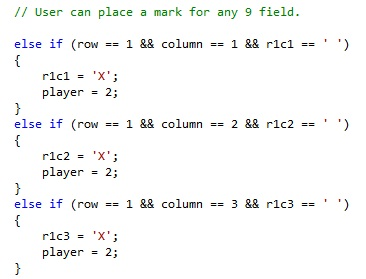 // User can place a mark for any 9 field.
else if (row == 1 && column == 1 && r1c1 == ' ')
{
r1c1 = 'X';
player = 2;
}
else if (row == 1 && column == 2 && r1c2 == ' ')
{
r1c2 = 'X';
player = 2;
}
else if (row == 1 && column == 3 && r1c3 == ' ')
{
r1c3 = 'X';
player = 2;
}